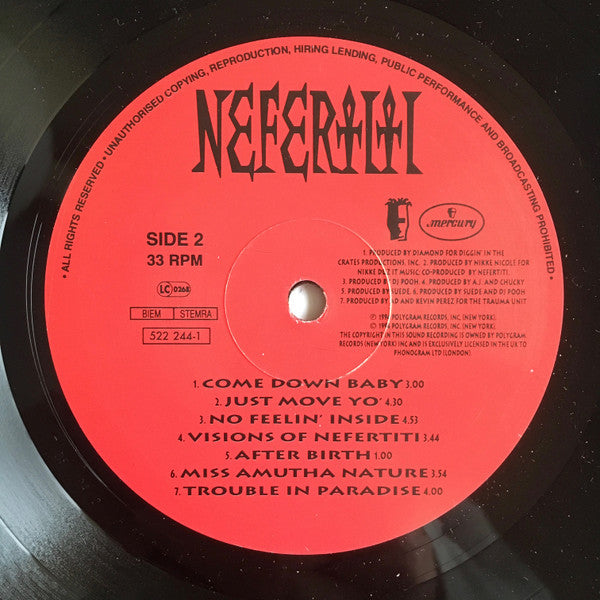 • ALL RIGHTS RESERVED • UNAUTHORISED COPYING, REPRODUCTION, HIRING LENDING, PUBLIC PERFORMANCE AND BROADCASTING PROHIBITED •
NEFERTITI
SIDE 2
33 RPM
LC 0268
BIEM STEMRA
522 244-1
F
mercury
1. PRODUCED BY DIAMOND FOR DIGGIN' IN THE
CRATES PRODUCTIONS, INC. 2. PRODUCED BY NIKKE NICOLE FOR
NIKKE DUZ IT MUSIC; CO-PRODUCED BY NEFERTITI.
3. PRODUCED BY DJ POOH. 4. PRODUCED BY A.J. AND CHUCKY
5. PRODUCED BY SUEDE. 6. PRODUCED BY SUEDE AND DJ POOH
7. PRODUCED BY AD AND KEVIN PEREZ FOR THE TRAUMA UNIT
℗ 1994 POLYGRAM RECORDS, INC, (NEW YORK).
© 1994 POLYGRAM RECORDS, INC. (NEW YORK).
THE COPYRIGHT IN THIS SOUND RECORDING IS OWNED BY POLYGRAM
RECORDS (NEW YORK) INC AND IS EXCLUSIVELY LICENSED IN THE UK TO
PHONOGRAM LTD (LONDON).
1. COME DOWN BABY 3.00
2. JUST MOVE YO' 4.30
3. NO FEELIN' INSIDE 4.53
4. VISIONS OF NEFERTITI 3.44
5. AFTER BIRTH 1.00
6. MISS AMUTHA NATURE 3.54
7. TROUBLE IN PARADISE 4.00